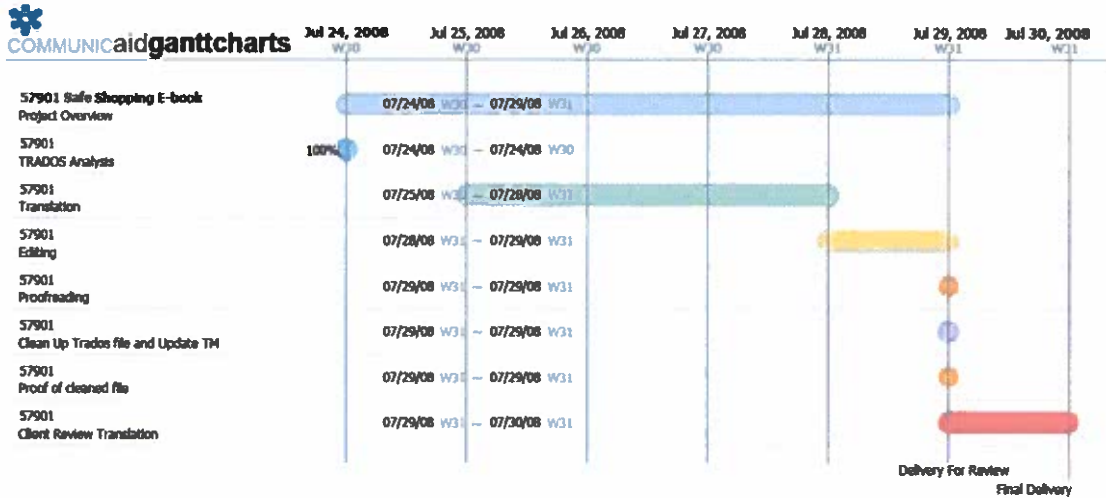 COMMUNICaidganttcharts
Jul 24, 2008 Jul 25, 2008 Jul 26, 2008 Jul 27, 2008 Jul 28, 2008 Jul 29, 2008 Jul 30, 2008
W30 W30 W30 W30 W31 W31 W31
57901 Safe Shopping E-book
Project Overview
07/24/08 W30 ~ 07/29/08 W31
57901
TRADOS Analysis
100% 07/24/08 W30 ~ 07/24/08 W30
57901
Translation
07/25/08 W30 ~ 07/28/08 W31
57901
Editing
07/28/08 W31 ~ 07/29/08 W31
57901
Proofreading
07/29/08 W31 ~ 07/29/08 W31
57901
Clean Up Trados file and Update TM
07/29/08 W31 ~ 07/29/08 W31
57901
Proof of cleaned file
07/29/08 W31 ~ 07/29/08 W31
57901
Client Review Translation
07/29/08 W31 ~ 07/30/08 W31
Delivery For Review
Final Delivery